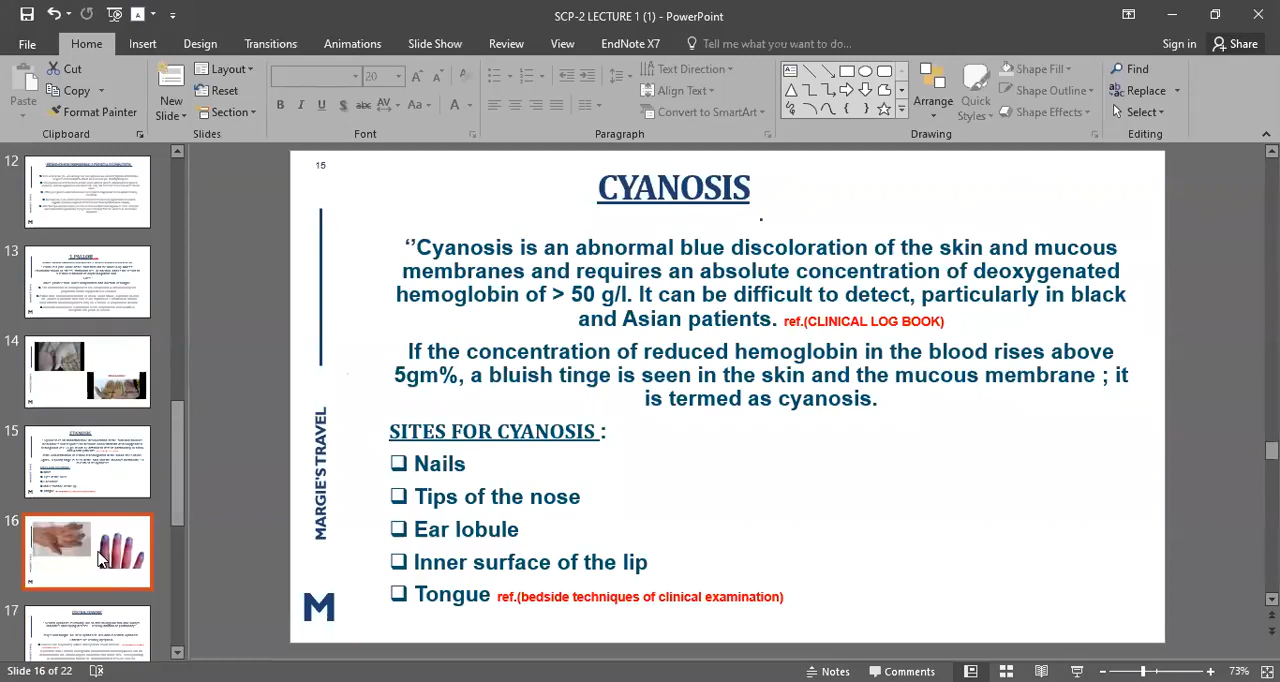 SCP-2 LECTURE 1 (1) - PowerPoint
File
Home
Insert
Design
Transitions
Animations
Slide Show
Review
View
EndNote X7
Tell me what you want to do...
Sign in
Share
Paste
Cut
Copy
Format Painter
Clipboard
New Slide
Layout
Reset
Section
Slides
20
B I U S abc AV Aa A
Font
Text Direction
Align Text
Convert to SmartArt
Paragraph
Arrange
Quick Styles
Shape Fill
Shape Outline
Shape Effects
Drawing
Find
Replace
Select
Editing
12
13
14
15
16
17
15
CYANOSIS
.
‘’Cyanosis is an abnormal blue discoloration of the skin and mucous
membranes and requires an absolute concentration of deoxygenated
hemoglobin of > 50 g/l. It can be difficult to detect, particularly in black
and Asian patients. ref.(CLINICAL LOG BOOK)
If the concentration of reduced hemoglobin in the blood rises above
5gm%, a bluish tinge is seen in the skin and the mucous membrane ; it
is termed as cyanosis.
SITES FOR CYANOSIS :
Nails
Tips of the nose
Ear lobule
Inner surface of the lip
Tongue ref.(bedside techniques of clinical examination)
MARGIE'S TRAVEL
M
Slide 16 of 22
Notes
Comments
73%